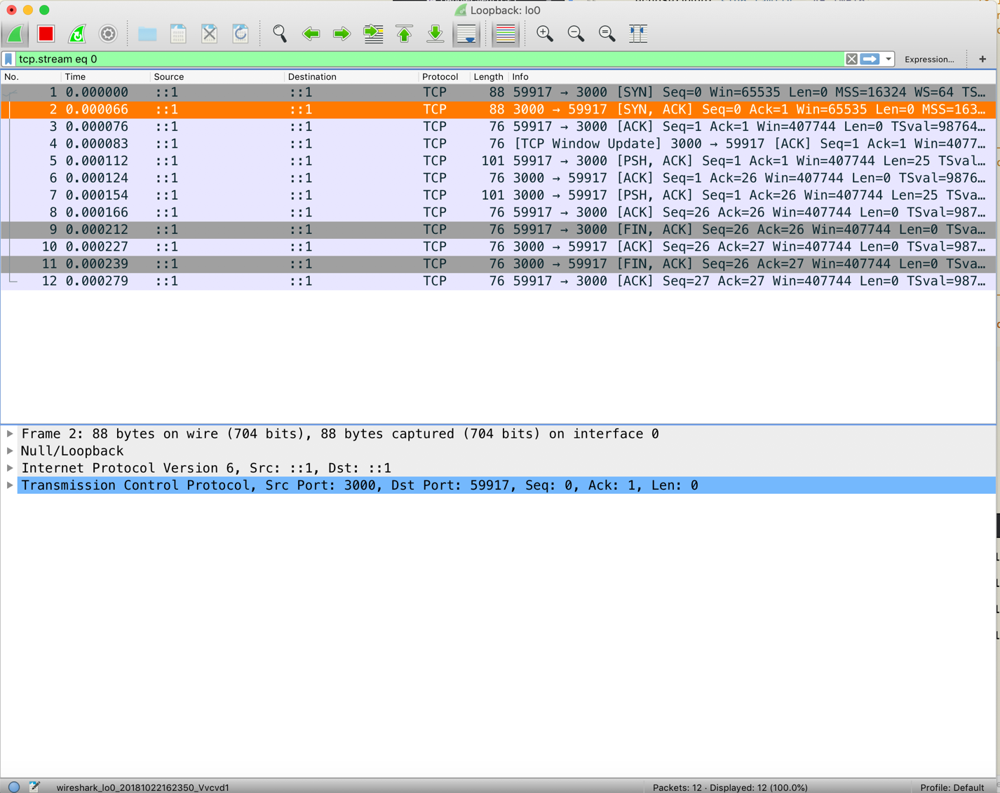 Loopback: lo0
tcp.stream eq 0
Expression...
+
No. Time Source Destination Protocol Length Info
1 0.000000 ::1 ::1 TCP 88 59917 → 3000 [SYN] Seq=0 Win=65535 Len=0 MSS=16324 WS=64 TS…
2 0.000066 ::1 ::1 TCP 88 3000 → 59917 [SYN, ACK] Seq=0 Ack=1 Win=65535 Len=0 MSS=163…
3 0.000076 ::1 ::1 TCP 76 59917 → 3000 [ACK] Seq=1 Ack=1 Win=407744 Len=0 TSval=98764…
4 0.000083 ::1 ::1 TCP 76 [TCP Window Update] 3000 → 59917 [ACK] Seq=1 Ack=1 Win=4077…
5 0.000112 ::1 ::1 TCP 101 59917 → 3000 [PSH, ACK] Seq=1 Ack=1 Win=407744 Len=25 TSval…
6 0.000124 ::1 ::1 TCP 76 3000 → 59917 [ACK] Seq=1 Ack=26 Win=407744 Len=0 TSval=9876…
7 0.000154 ::1 ::1 TCP 101 3000 → 59917 [PSH, ACK] Seq=1 Ack=26 Win=407744 Len=25 TSva…
8 0.000166 ::1 ::1 TCP 76 59917 → 3000 [ACK] Seq=26 Ack=26 Win=407744 Len=0 TSval=987…
9 0.000212 ::1 ::1 TCP 76 59917 → 3000 [FIN, ACK] Seq=26 Ack=26 Win=407744 Len=0 TSva…
10 0.000227 ::1 ::1 TCP 76 3000 → 59917 [ACK] Seq=26 Ack=27 Win=407744 Len=0 TSval=987…
11 0.000239 ::1 ::1 TCP 76 3000 → 59917 [FIN, ACK] Seq=26 Ack=27 Win=407744 Len=0 TSva…
12 0.000279 ::1 ::1 TCP 76 59917 → 3000 [ACK] Seq=27 Ack=27 Win=407744 Len=0 TSval=987…
Frame 2: 88 bytes on wire (704 bits), 88 bytes captured (704 bits) on interface 0
Null/Loopback
Internet Protocol Version 6, Src: ::1, Dst: ::1
Transmission Control Protocol, Src Port: 3000, Dst Port: 59917, Seq: 0, Ack: 1, Len: 0
wireshark_lo0_20181022162350_Vvcvd1
Packets: 12 · Displayed: 12 (100.0%)
Profile: Default